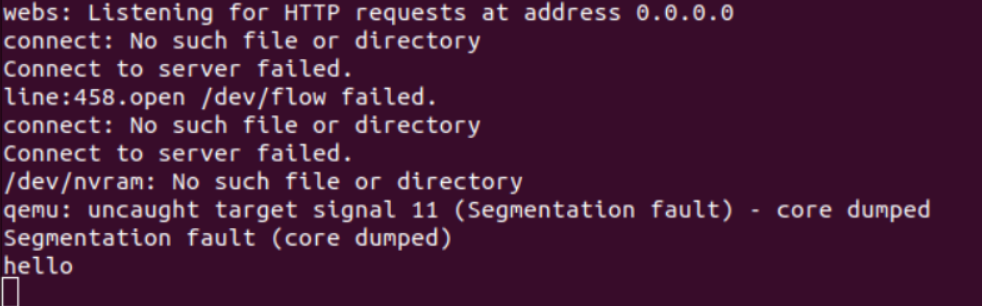 webs: Listening for HTTP requests at address 0.0.0.0
connect: No such file or directory
Connect to server failed.
line:458.open /dev/flow failed.
connect: No such file or directory
Connect to server failed.
/dev/nvram: No such file or directory
qemu: uncaught target signal 11 (Segmentation fault) - core dumped
Segmentation fault (core dumped)
hello